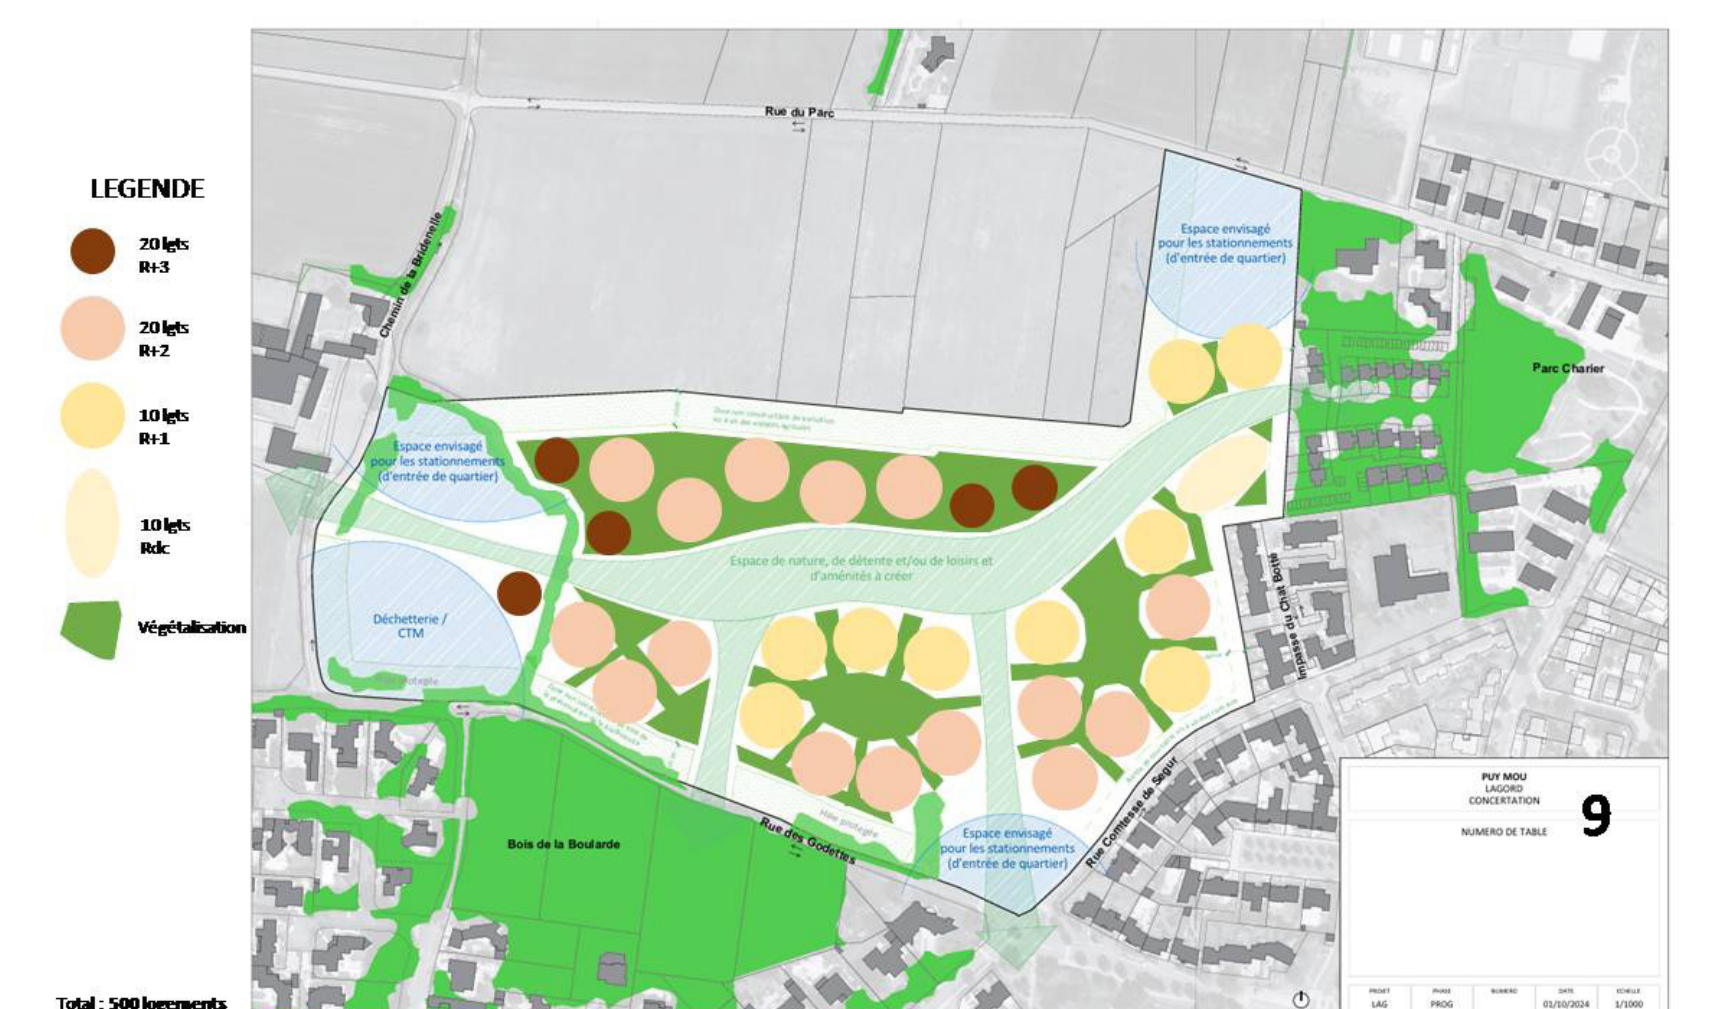 LEGENDE
20 lgts
R+3
20 lgts
R+2
10 lgts
R+1
10 lgts
Rdc
Végétalisation
Total : 500 logements
Rue du Parc
Chemin de la Bridenelle
Espace envisagé
pour les stationnements
(d'entrée de quartier)
Parc Charier
Espace envisagé
pour les stationnements
(d'entrée de quartier)
Espace de nature, de détente et/ou de loisirs et
d'aménités à créer
Déchetterie /
CTM
protegée
Impasse du Chat Botté
Haie protegée
Rue des Godettes
Bois de la Boularde
Espace envisagé
pour les stationnements
(d'entrée de quartier)
Rue Comtesse de Segur
PUY MOU
LAGORD
CONCERTATION
9
NUMERO DE TABLE
PROJET
PHASE
NUMERO
DATE
ECHELLE
LAG
PROG
01/10/2024
1/1000